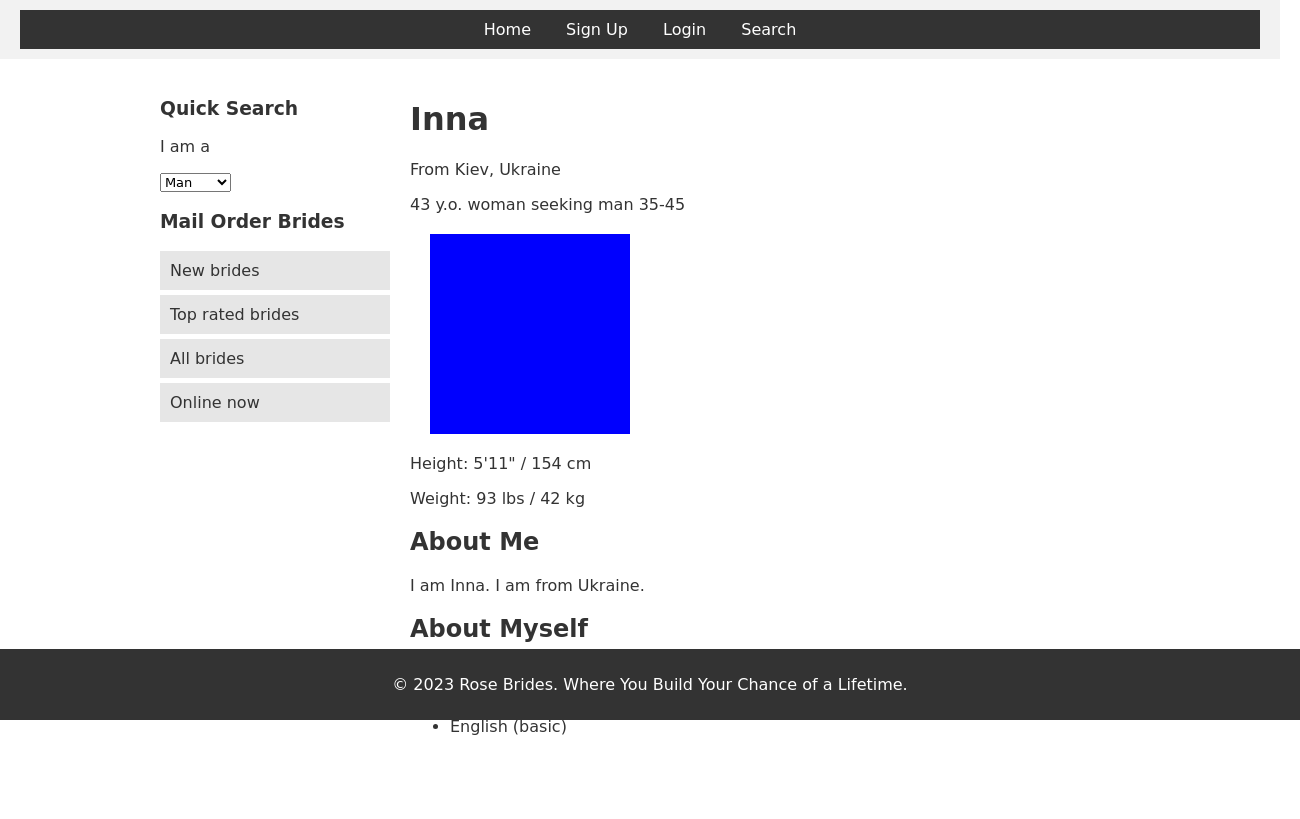 Home Sign Up Login Search
Quick Search
I am a
Man
Mail Order Brides
New brides
Top rated brides
All brides
Online now
Inna
From Kiev, Ukraine
43 y.o. woman seeking man 35-45
Height: 5'11" / 154 cm
Weight: 93 lbs / 42 kg
About Me
I am Inna. I am from Ukraine.
About Myself
© 2023 Rose Brides. Where You Build Your Chance of a Lifetime.
English (basic)